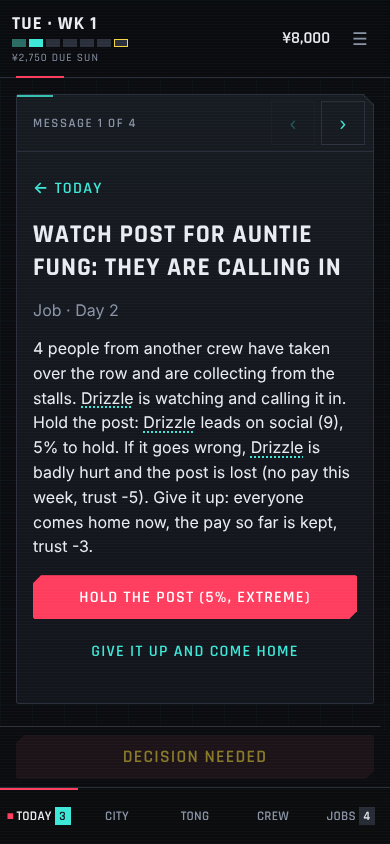 TUE · WK 1
¥2,750 DUE SUN
¥8,000
MESSAGE 1 OF 4
← TODAY
WATCH POST FOR AUNTIE
FUNG: THEY ARE CALLING IN
Job · Day 2
4 people from another crew have taken
over the row and are collecting from the
stalls. Drizzle is watching and calling it in.
Hold the post: Drizzle leads on social (9),
5% to hold. If it goes wrong, Drizzle is
badly hurt and the post is lost (no pay this
week, trust -5). Give it up: everyone
comes home now, the pay so far is kept,
trust -3.
HOLD THE POST (5%, EXTREME)
GIVE IT UP AND COME HOME
DECISION NEEDED
TODAY 3
CITY
TONG
CREW
JOBS 4